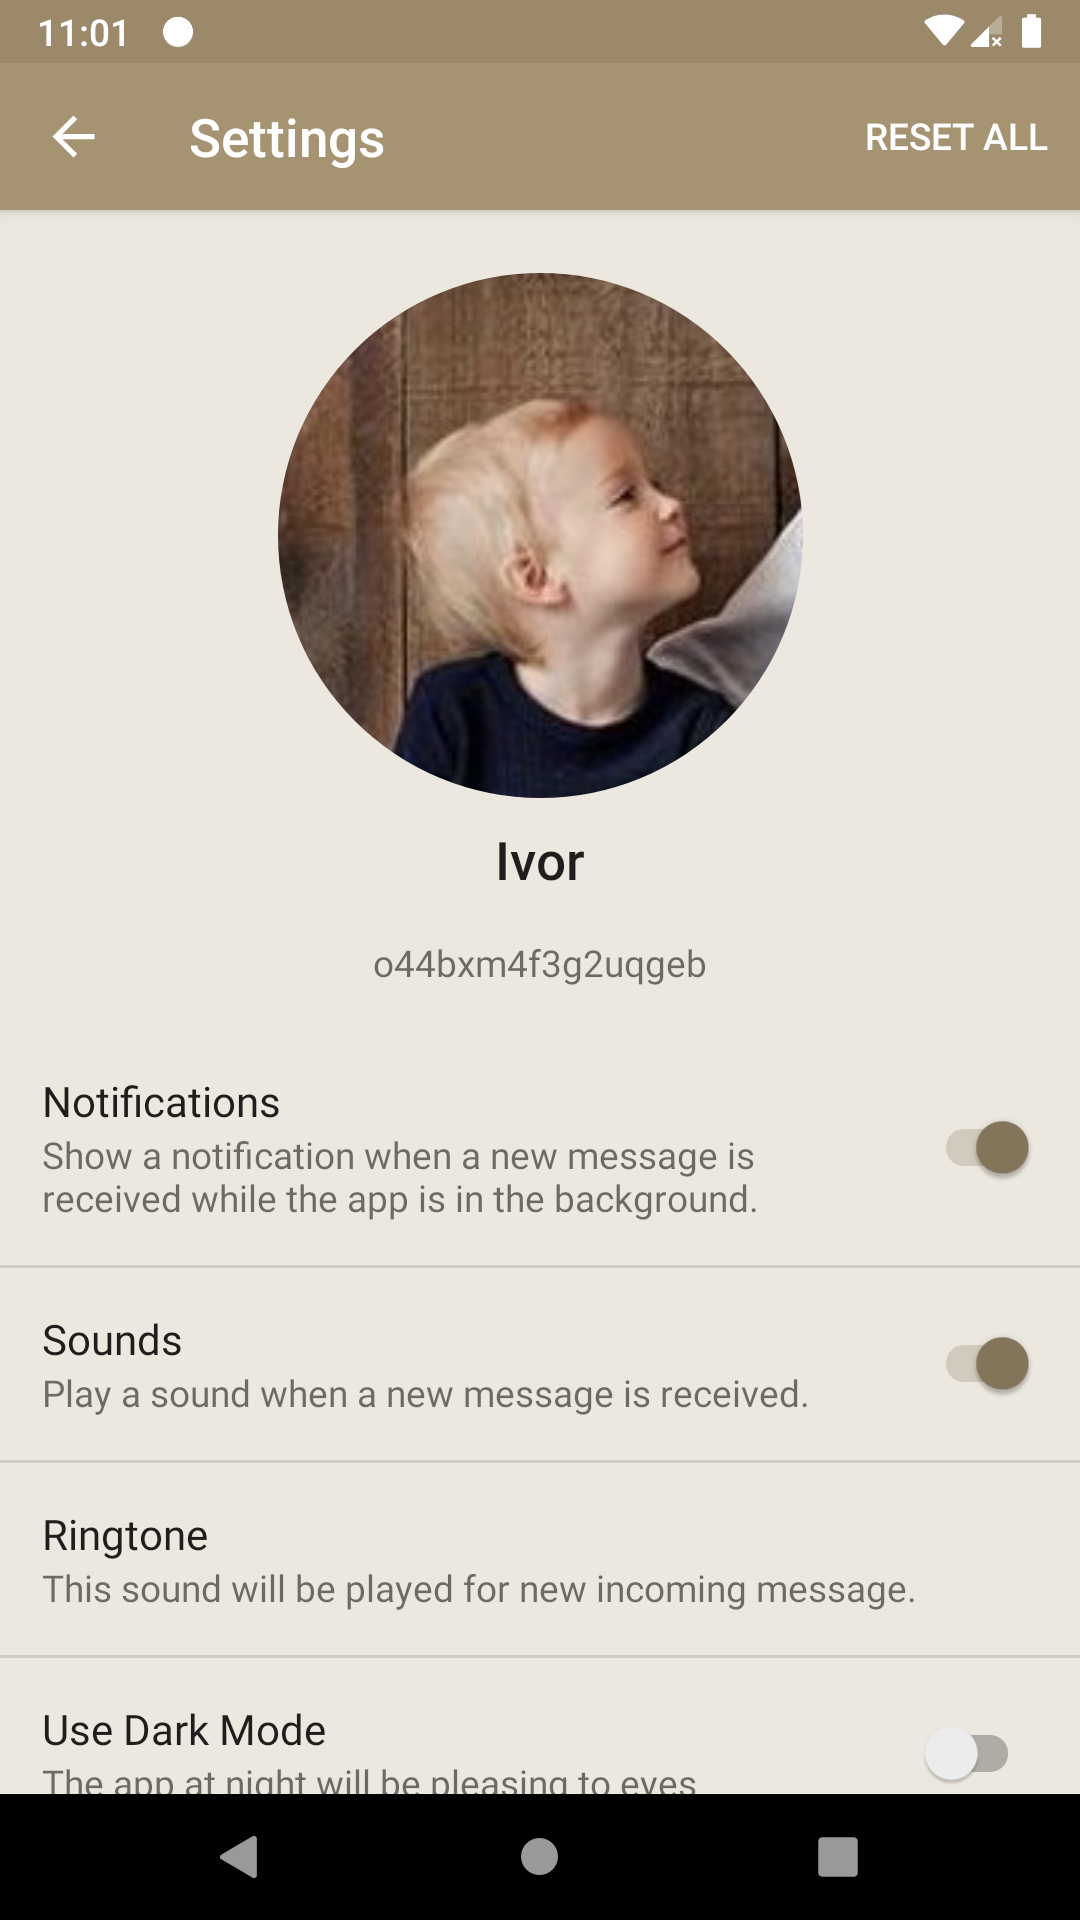 11:01
Settings
RESET ALL
Ivor
o44bxm4f3g2uqgeb
Notifications
Show a notification when a new message is
received while the app is in the background.
Sounds
Play a sound when a new message is received.
Ringtone
This sound will be played for new incoming message.
Use Dark Mode
The app at night will be pleasing to eyes